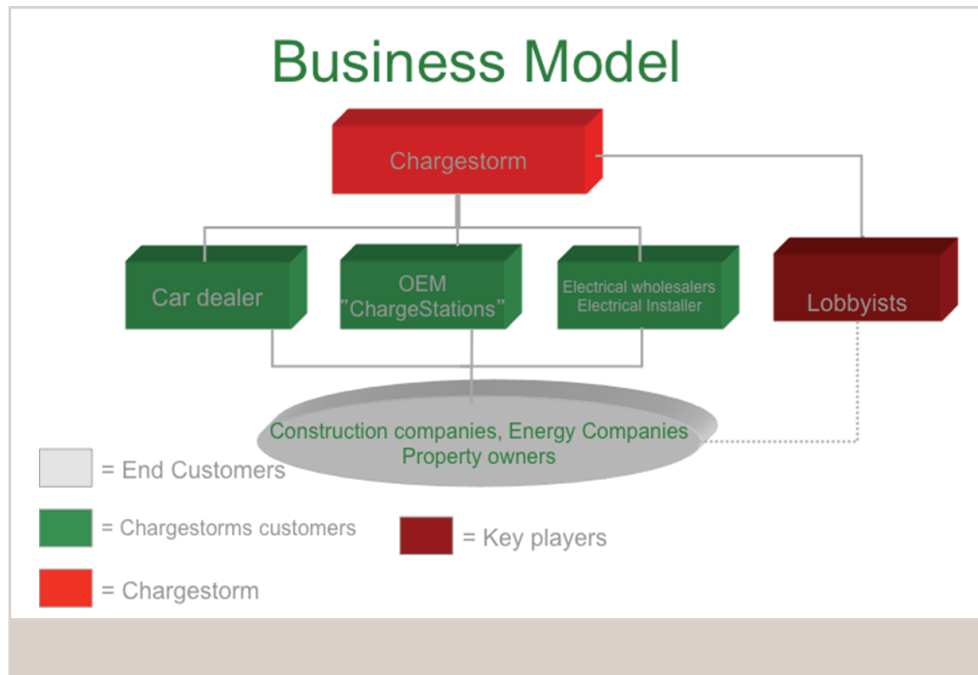 Business Model
Chargestorm
Car dealer
OEM
”ChargeStations”
Electrical wholesalers
Electrical Installer
Lobbyists
Construction companies, Energy Companies
Property owners
= End Customers
= Chargestorms customers
= Key players
= Chargestorm